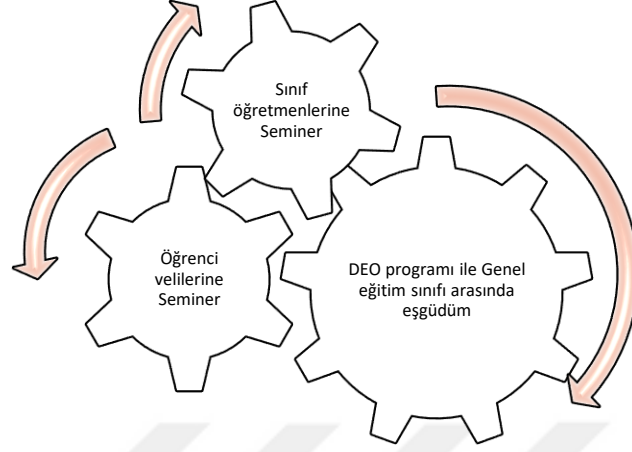 Sınıf
öğretmenlerine
Seminer
Öğrenci
velilerine
Seminer
DEO programı ile Genel
eğitim sınıfı arasında
eşgüdüm